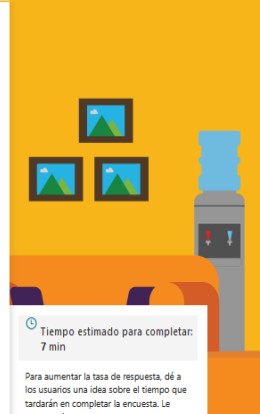 Tiempo estimado para completar:
7 min
Para aumentar la tasa de respuesta, dé a
los usuarios una idea sobre el tiempo que
tardarán en completar la encuesta. Le